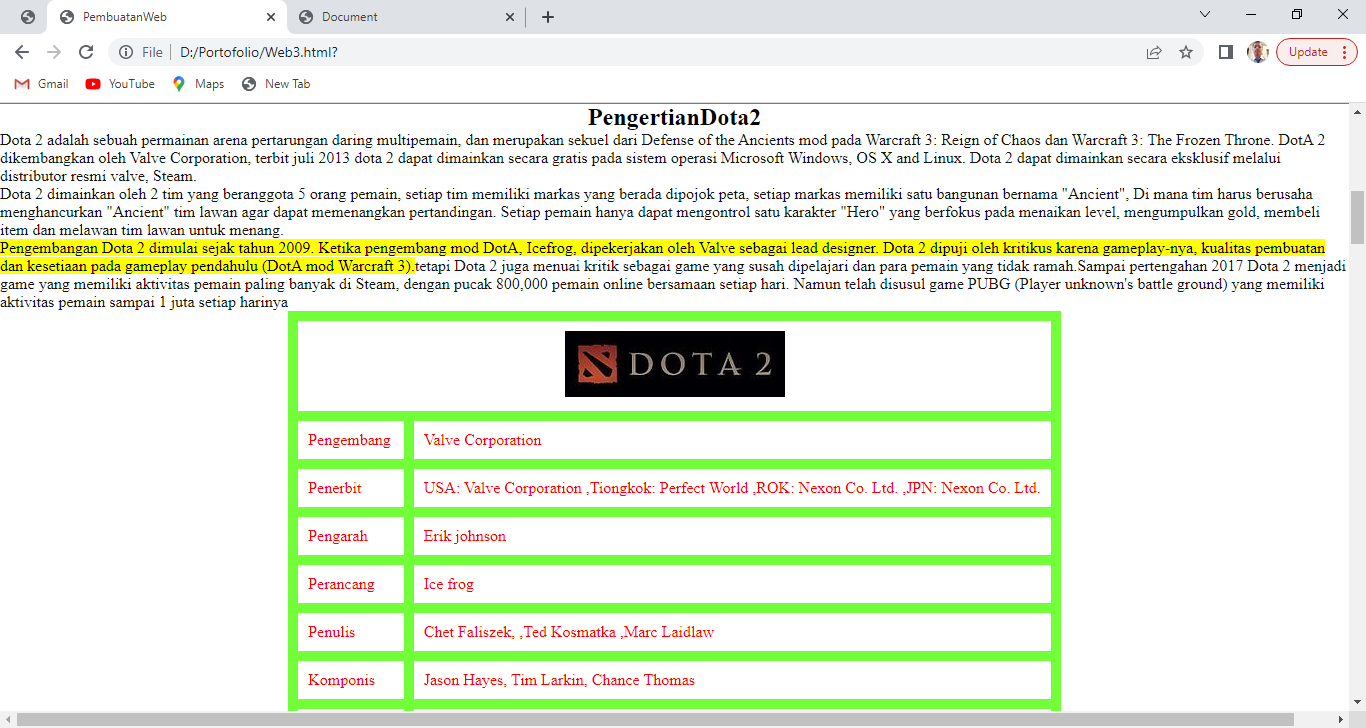 PembuatanWeb
Document
File
D:/Portofolio/Web3.html?
Update
Gmail
YouTube
Maps
New Tab
PengertianDota2
Dota 2 adalah sebuah permainan arena pertarungan daring multipemain, dan merupakan sekuel dari Defense of the Ancients mod pada Warcraft 3: Reign of Chaos dan Warcraft 3: The Frozen Throne. DotA 2
dikembangkan oleh Valve Corporation, terbit juli 2013 dota 2 dapat dimainkan secara gratis pada sistem operasi Microsoft Windows, OS X and Linux. Dota 2 dapat dimainkan secara eksklusif melalui
distributor resmi valve, Steam.
Dota 2 dimainkan oleh 2 tim yang beranggota 5 orang pemain, setiap tim memiliki markas yang berada dipojok peta, setiap markas memiliki satu bangunan bernama "Ancient", Di mana tim harus berusaha
menghancurkan "Ancient" tim lawan agar dapat memenangkan pertandingan. Setiap pemain hanya dapat mengontrol satu karakter "Hero" yang berfokus pada menaikan level, mengumpulkan gold, membeli
item dan melawan tim lawan untuk menang.
Pengembangan Dota 2 dimulai sejak tahun 2009. Ketika pengembang mod DotA, Icefrog, dipekerjakan oleh Valve sebagai lead designer. Dota 2 dipuji oleh kritikus karena gameplay-nya, kualitas pembuatan
dan kesetiaan pada gameplay pendahulu (DotA mod Warcraft 3).tetapi Dota 2 juga menuai kritik sebagai game yang susah dipelajari dan para pemain yang tidak ramah.Sampai pertengahan 2017 Dota 2 menjadi
game yang memiliki aktivitas pemain paling banyak di Steam, dengan pucak 800,000 pemain online bersamaan setiap hari. Namun telah disusul game PUBG (Player unknown's battle ground) yang memiliki
aktivitas pemain sampai 1 juta setiap harinya
DOTA 2
Pengembang
Valve Corporation
Penerbit
USA: Valve Corporation ,Tiongkok: Perfect World ,ROK: Nexon Co. Ltd. ,JPN: Nexon Co. Ltd.
Pengarah
Erik johnson
Perancang
Ice frog
Penulis
Chet Faliszek, ,Ted Kosmatka ,Marc Laidlaw
Komponis
Jason Hayes, Tim Larkin, Chance Thomas